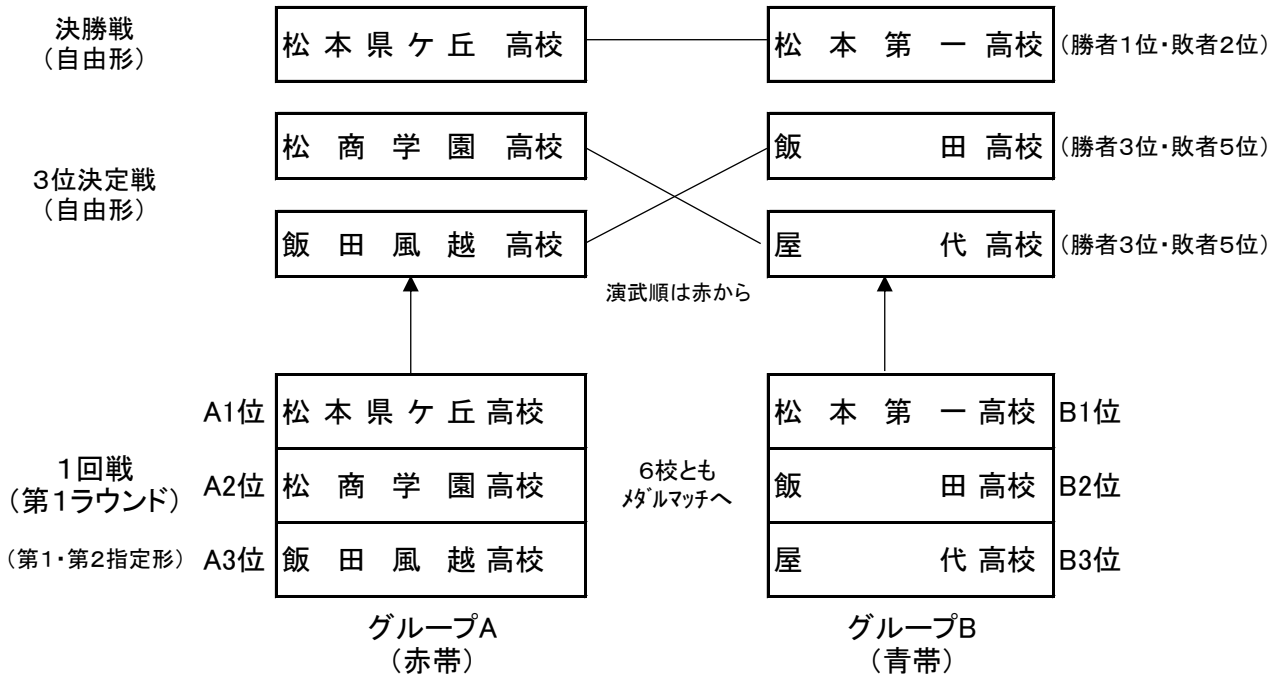 決勝戦
（自由形）
松本県ケ丘 高校
松本第一高校
（勝者1位・敗者2位）
3位決定戦
（自由形）
松商学園 高校
飯田 高校
（勝者3位・敗者5位）
飯田風越 高校
屋代 高校
（勝者3位・敗者5位）
演武順は赤から
1回戦
（第1ラウンド）
（第1・第2指定形）
A1位 松本県ケ丘高校
A2位 松商学園高校
A3位 飯田風越高校
6校とも
ﾒﾀﾞﾙﾏｯﾁへ
松本第一高校 B1位
飯田高校 B2位
屋代高校 B3位
グループA
（赤帯）
グループB
（青帯）